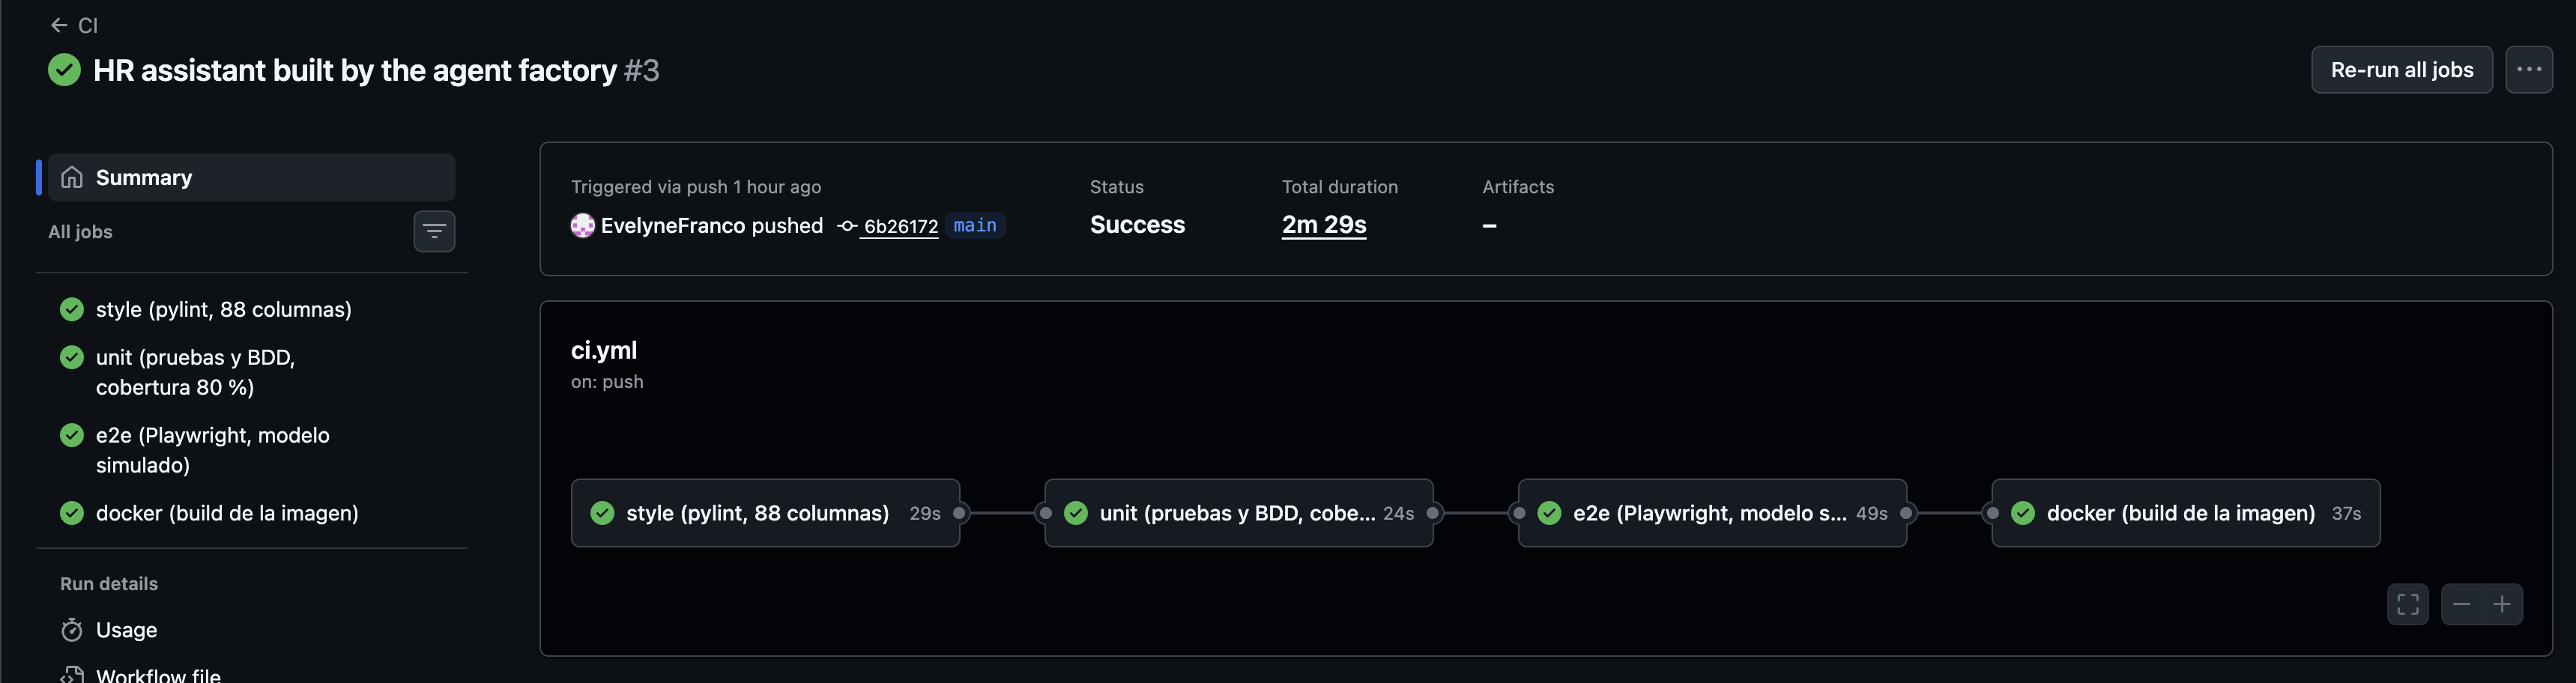 ← CI
HR assistant built by the agent factory #3
Re-run all jobs
Summary
All jobs
style (pylint, 88 columnas)
unit (pruebas y BDD,
cobertura 80 %)
e2e (Playwright, modelo
simulado)
docker (build de la imagen)
Run details
Usage
Workflow file
Triggered via push 1 hour ago
EvelyneFranco pushed 6b26172 main
Status
Success
Total duration
2m 29s
Artifacts
–
ci.yml
on: push
style (pylint, 88 columnas) 29s
unit (pruebas y BDD, cobe... 24s
e2e (Playwright, modelo s... 49s
docker (build de la imagen) 37s